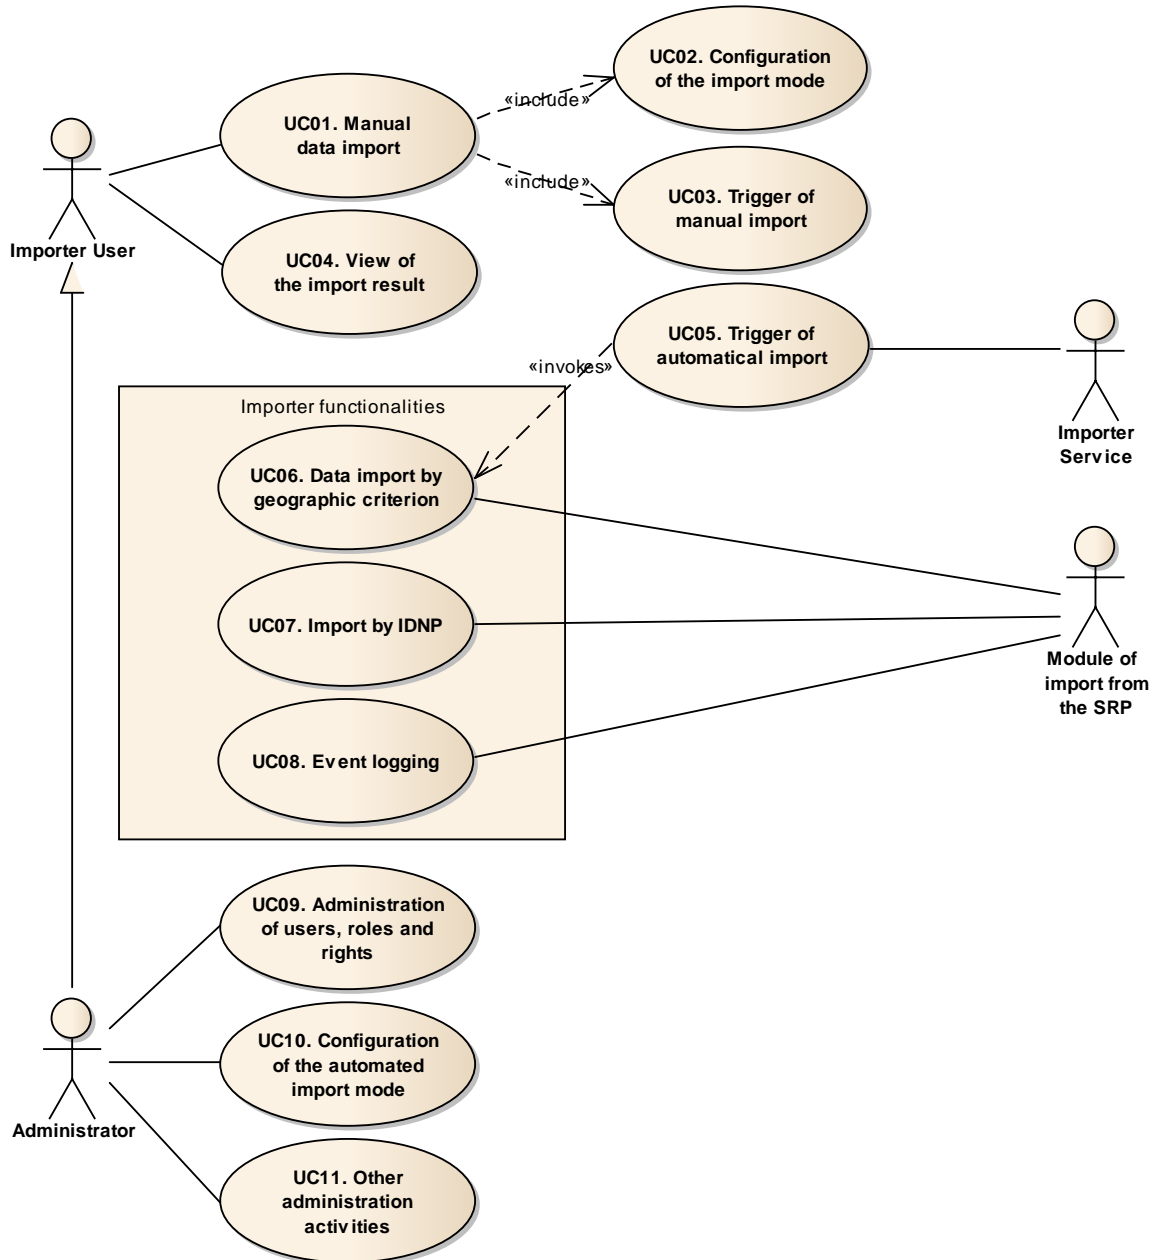 UC02. Configuration
of the import mode
UC01. Manual
data import
«include»
«include»
UC03. Trigger of
manual import
Importer User
UC04. View of
the import result
UC05. Trigger of
automatical import
«invokes»
Importer
Service
Importer functionalities
UC06. Data import by
geographic criterion
UC07. Import by IDNP
Module of
import from
the SRP
UC08. Event logging
UC09. Administration
of users, roles and
rights
UC10. Configuration
of the automated
import mode
Administrator
UC11. Other
administration
activities